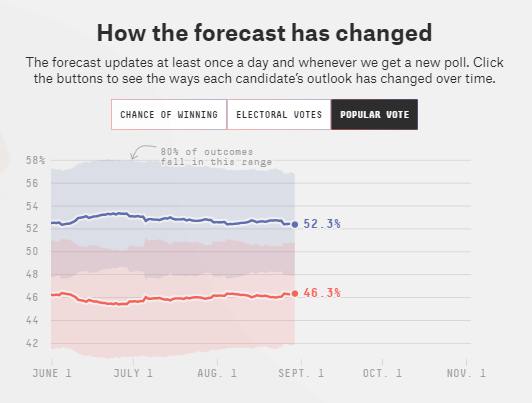 How the forecast has changed
The forecast updates at least once a day and whenever we get a new poll. Click
the buttons to see the ways each candidate's outlook has changed over time.
CHANCE OF WINNING ELECTORAL VOTES POPULAR VOTE
80% of outcomes
fall in this range
58%
56
54
52
50
48
46
44
42
52.3%
46.3%
JUNE 1 JULY 1 AUG. 1 SEPT. 1 OCT. 1 NOV. 1